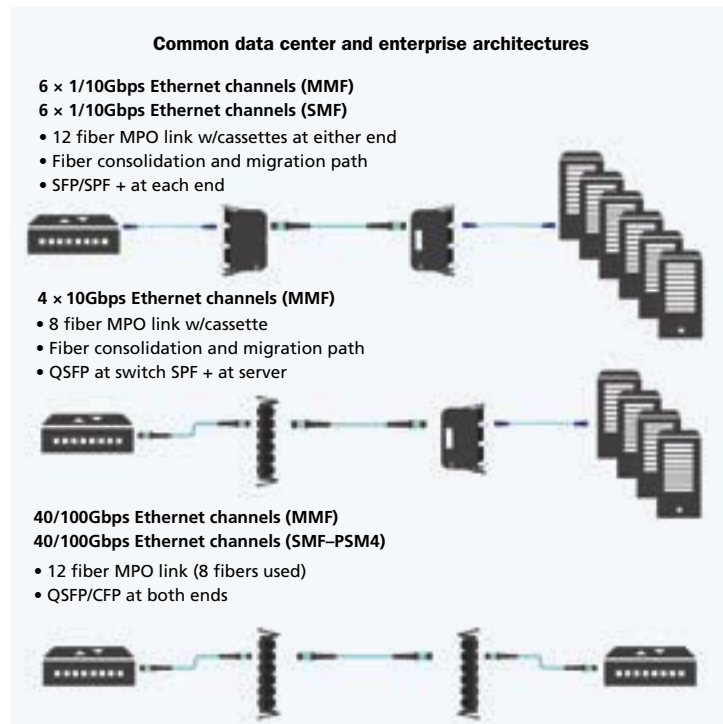 Common data center and enterprise architectures
6 × 1/10Gbps Ethernet channels (MMF)
6 × 1/10Gbps Ethernet channels (SMF)
• 12 fiber MPO link w/cassettes at either end
• Fiber consolidation and migration path
• SFP/SPF + at each end
4 × 10Gbps Ethernet channels (MMF)
• 8 fiber MPO link w/cassette
• Fiber consolidation and migration path
• QSFP at switch SPF + at server
40/100Gbps Ethernet channels (MMF)
40/100Gbps Ethernet channels (SMF–PSM4)
• 12 fiber MPO link (8 fibers used)
• QSFP/CFP at both ends